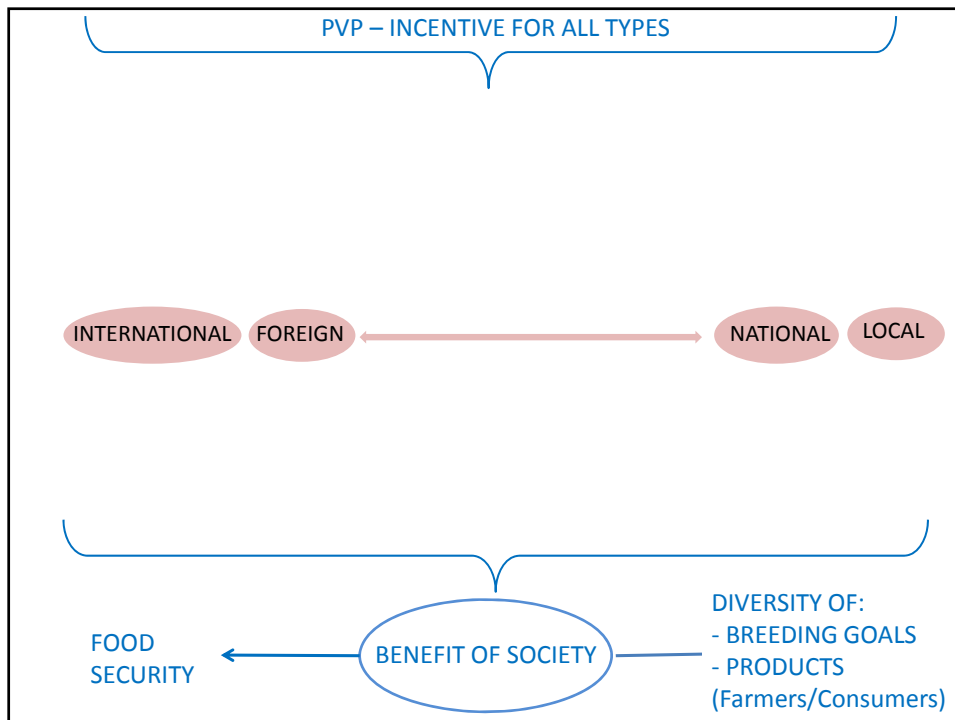 PVP – INCENTIVE FOR ALL TYPES
INTERNATIONAL
FOREIGN
NATIONAL
LOCAL
FOOD
SECURITY
BENEFIT OF SOCIETY
DIVERSITY OF:
- BREEDING GOALS
- PRODUCTS
(Farmers/Consumers)